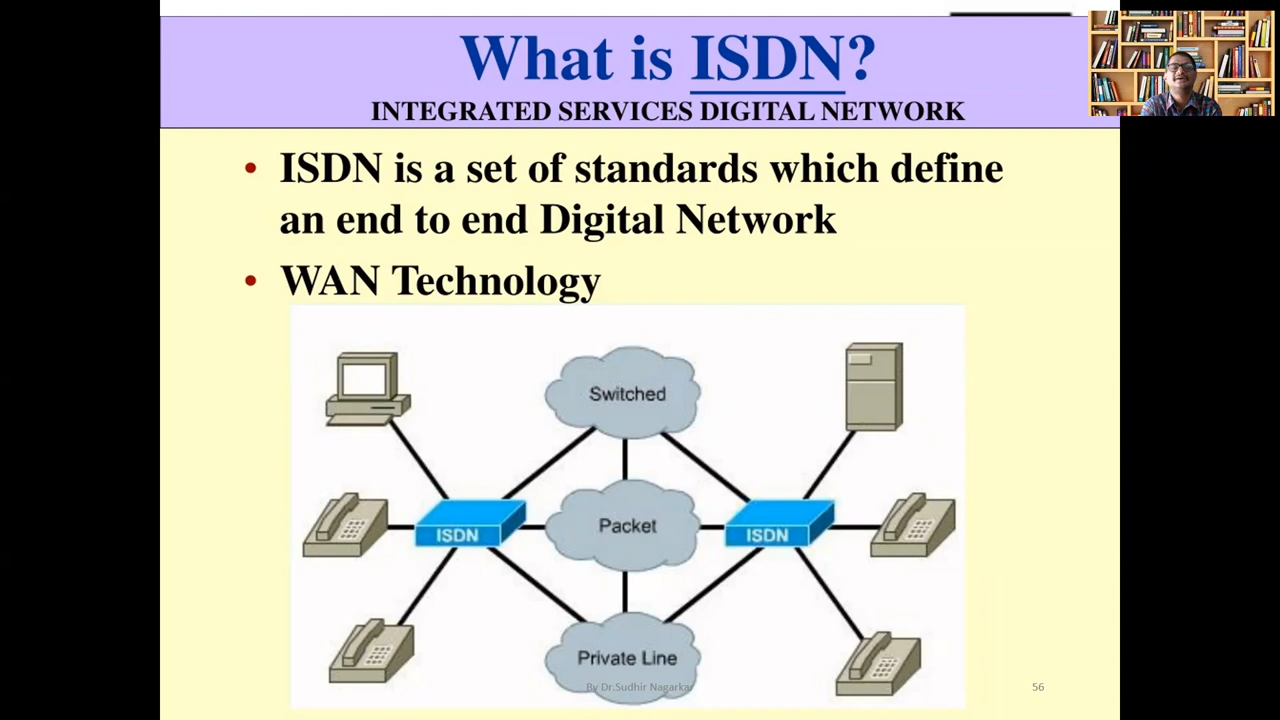 What is ISDN?
INTEGRATED SERVICES DIGITAL NETWORK
• ISDN is a set of standards which define
an end to end Digital Network
• WAN Technology
Switched
ISDN
Packet
ISDN
Private Line
By Dr.Sudhir Nagarkar
56